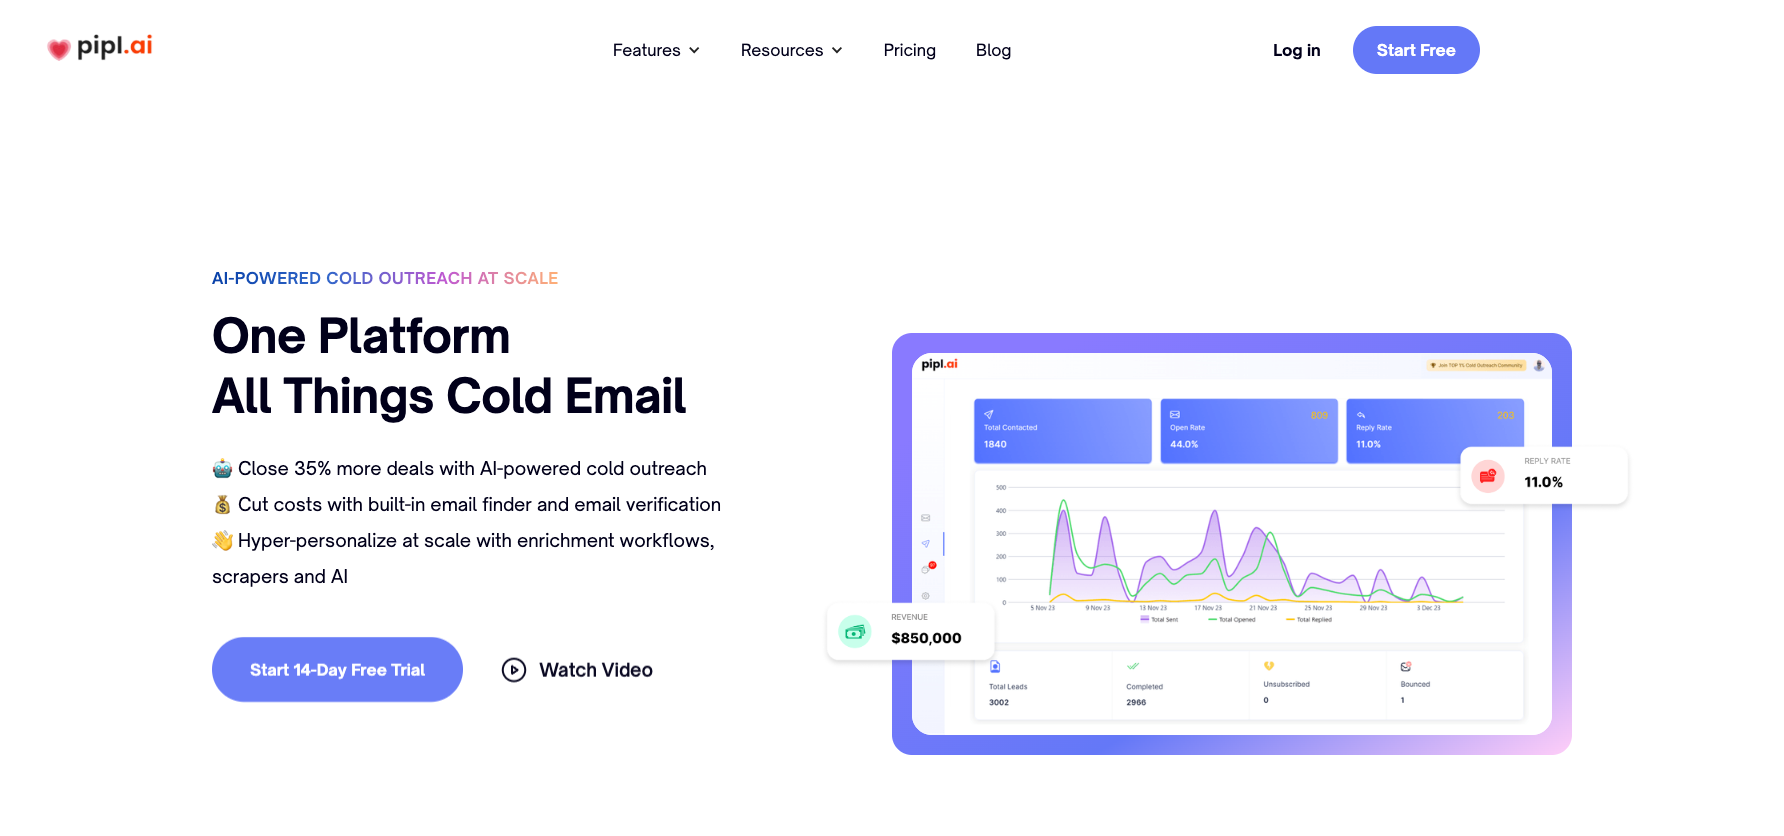 pipl.ai
Features
Resources
Pricing
Blog
Log in
Start Free
AI-POWERED COLD OUTREACH AT SCALE
One Platform
All Things Cold Email
🤖 Close 35% more deals with AI-powered cold outreach
💰 Cut costs with built-in email finder and email verification
👋 Hyper-personalize at scale with enrichment workflows,
scrapers and AI
Start 14-Day Free Trial
Watch Video
pipl.ai
Join TOP 1% Cold Outreach Community
Total Contacted
1840
809
Open Rate
44.0%
203
Reply Rate
11.0%
REPLY RATE
11.0%
500
400
300
200
100
0
5 Nov 23
9 Nov 23
13 Nov 23
17 Nov 23
21 Nov 23
25 Nov 23
29 Nov 23
3 Dec 23
Total Sent
Total Opened
Total Replied
REVENUE
$850,000
Total Leads
3002
Completed
2966
Unsubscribed
0
Bounced
1